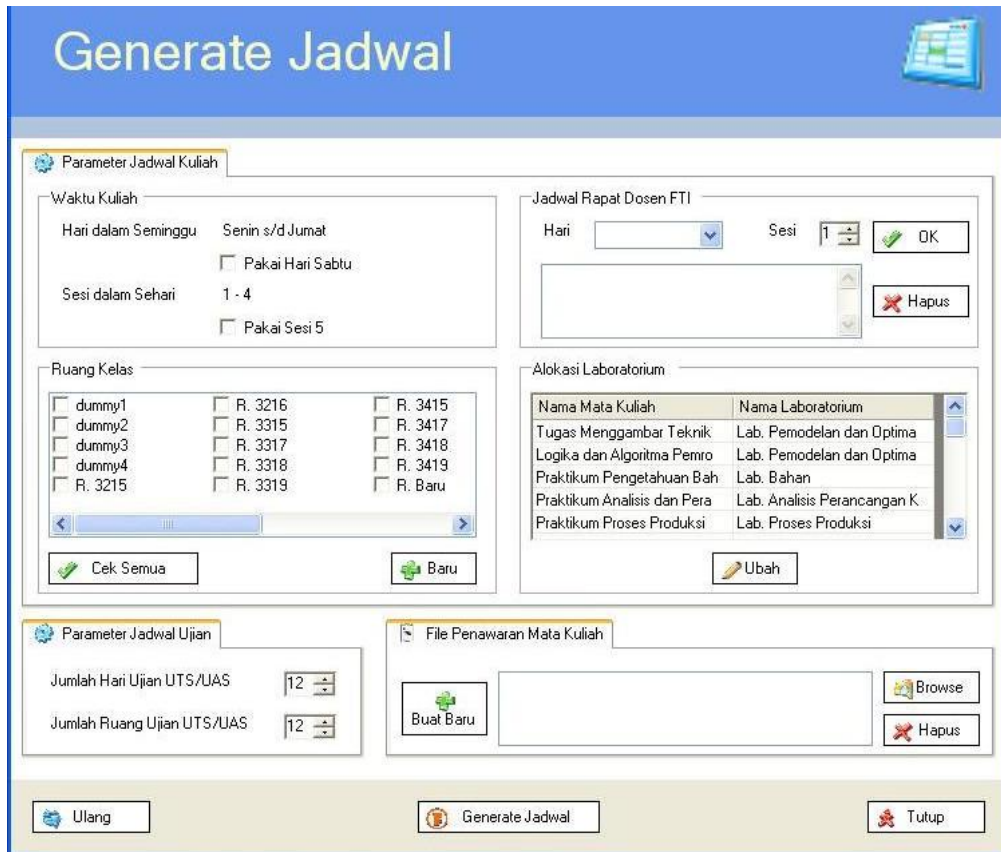 Generate Jadwal
Parameter Jadwal Kuliah
Waktu Kuliah
Hari dalam Seminggu Senin s/d Jumat
Pakai Hari Sabtu
Sesi dalam Sehari 1 - 4
Pakai Sesi 5
Jadwal Rapat Dosen FTI
Hari Sesi 1 OK
Hapus
Ruang Kelas
dummy1 R. 3216 R. 3415
dummy2 R. 3315 R. 3417
dummy3 R. 3317 R. 3418
dummy4 R. 3318 R. 3419
R. 3215 R. 3319 R. Baru
Cek Semua Baru
Alokasi Laboratorium
Nama Mata Kuliah Nama Laboratorium
Tugas Menggambar Teknik Lab. Pemodelan dan Optima
Logika dan Algoritma Pemro Lab. Pemodelan dan Optima
Praktikum Pengetahuan Bah Lab. Bahan
Praktikum Analisis dan Pera Lab. Analisis Perancangan K
Praktikum Proses Produksi Lab. Proses Produksi
Ubah
Parameter Jadwal Ujian
Jumlah Hari Ujian UTS/UAS 12
Jumlah Ruang Ujian UTS/UAS 12
File Penawaran Mata Kuliah
Buat Baru
Browse
Hapus
Ulang Generate Jadwal Tutup